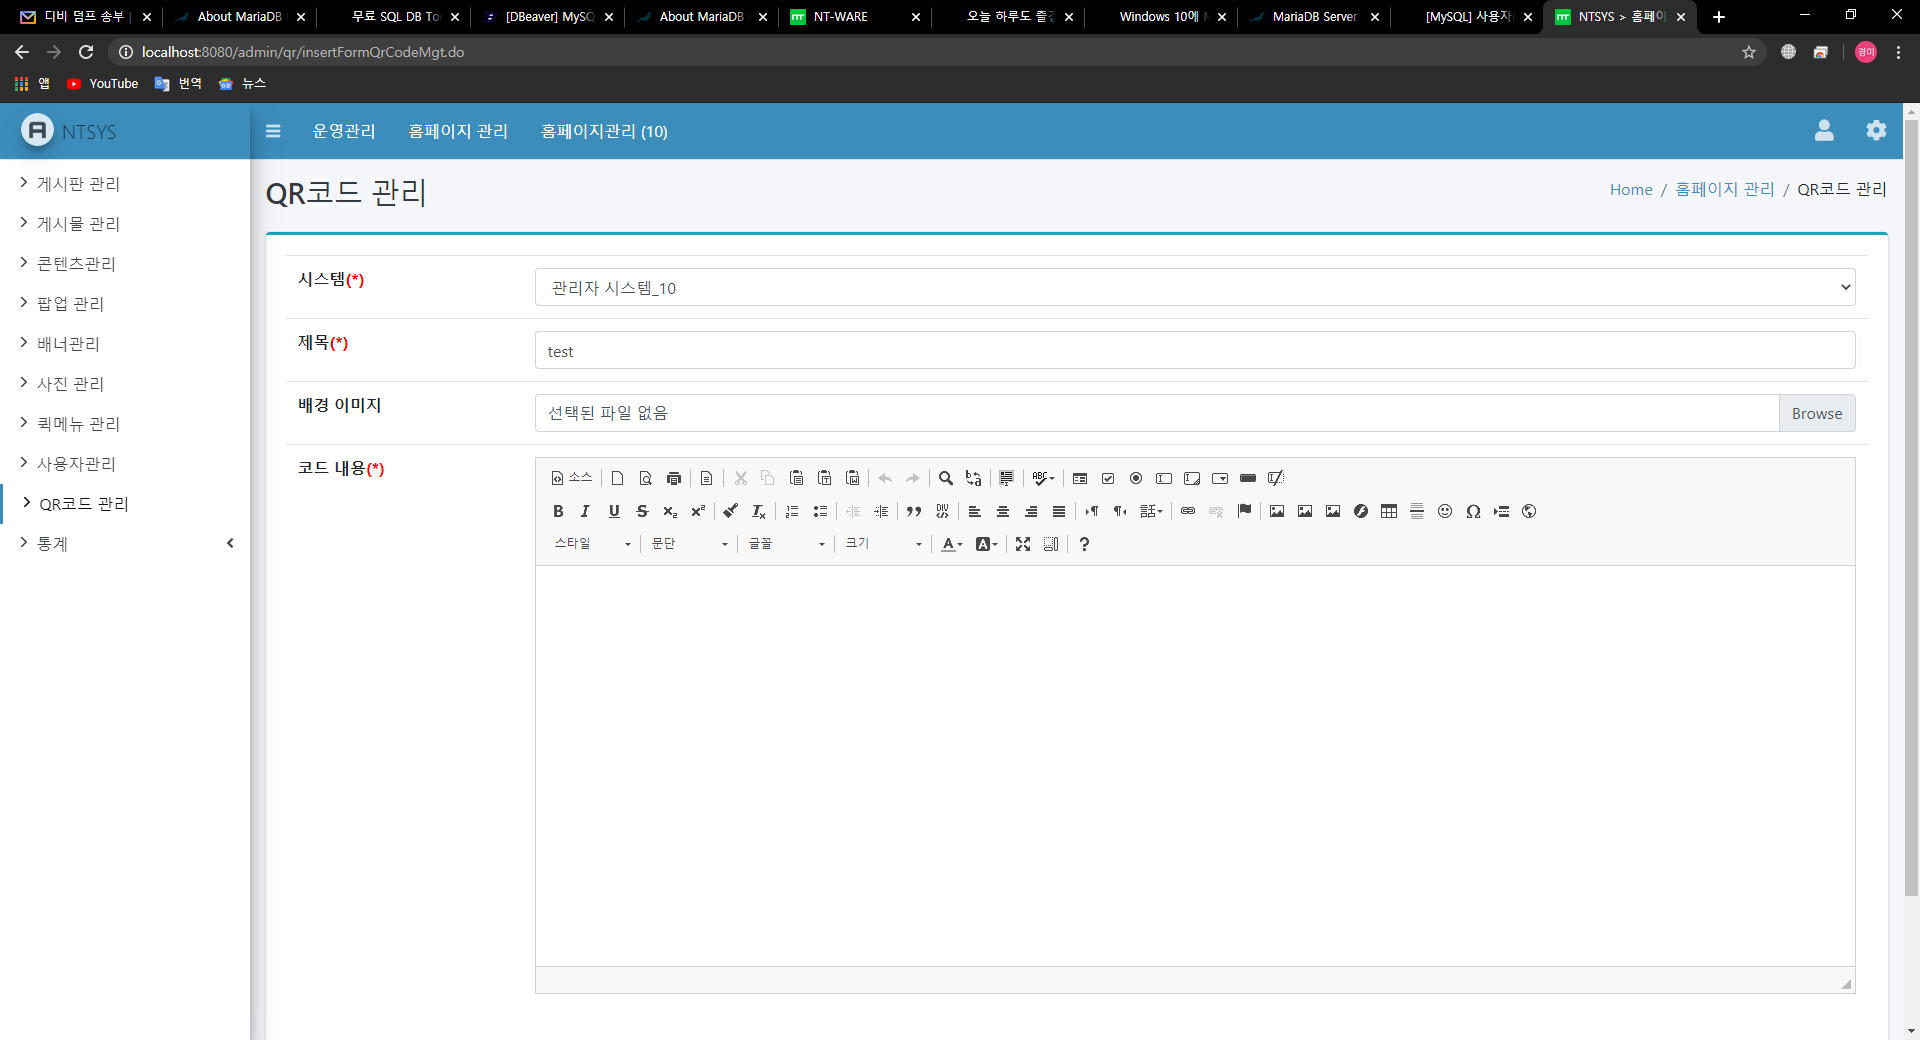 디비 덤프 송부
About MariaDB
무료 SQL DB To
[DBeaver] MySQ
About MariaDB
NT-WARE
오늘 하루도 즐겁
Windows 10에
MariaDB Server
[MySQL] 사용자
NTSYS > 홈페이
localhost:8080/admin/qr/insertFormQrCodeMgt.do
경미
앱
YouTube
번역
뉴스
A NTSYS
운영관리
홈페이지 관리
홈페이지관리 (10)
게시판 관리
게시물 관리
콘텐츠관리
팝업 관리
배너관리
사진 관리
퀵메뉴 관리
사용자관리
QR코드 관리
통계
QR코드 관리
Home / 홈페이지 관리 / QR코드 관리
시스템(*)
관리자 시스템_10
제목(*)
test
배경 이미지
선택된 파일 없음
Browse
코드 내용(*)
소스
스타일
문단
글꼴
크기